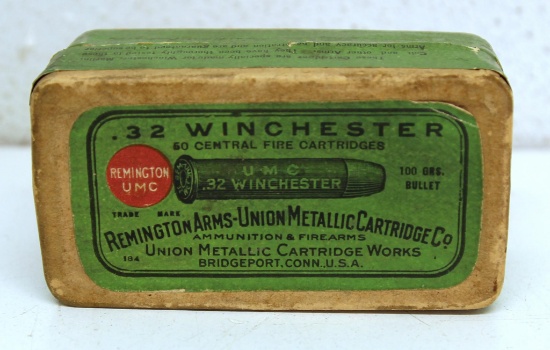 .32 WINCHESTER
50 CENTRAL FIRE CARTRIDGES
U·M·C
.32 WINCHESTER
100 GRS.
BULLET
REMINGTON
UMC
TRADE MARK
REMINGTON ARMS-UNION METALLIC CARTRIDGE CO
AMMUNITION & FIREARMS
184
UNION METALLIC CARTRIDGE WORKS
BRIDGEPORT, CONN. U.S.A.